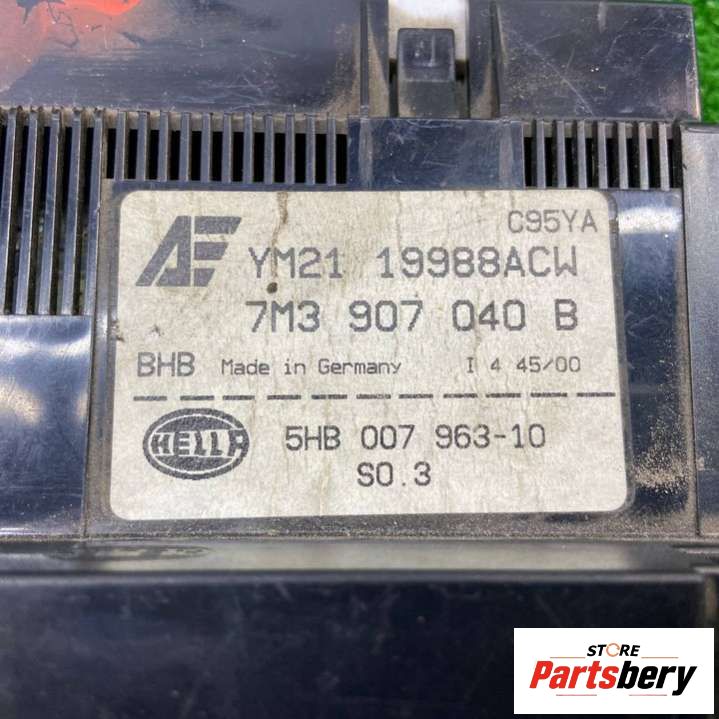 C95YA
AE YM21 19988ACW
7M3 907 040 B
BHB Made in Germany I 4 45/00
HELLA 5HB 007 963-10
S0.3
STORE
Partsbery